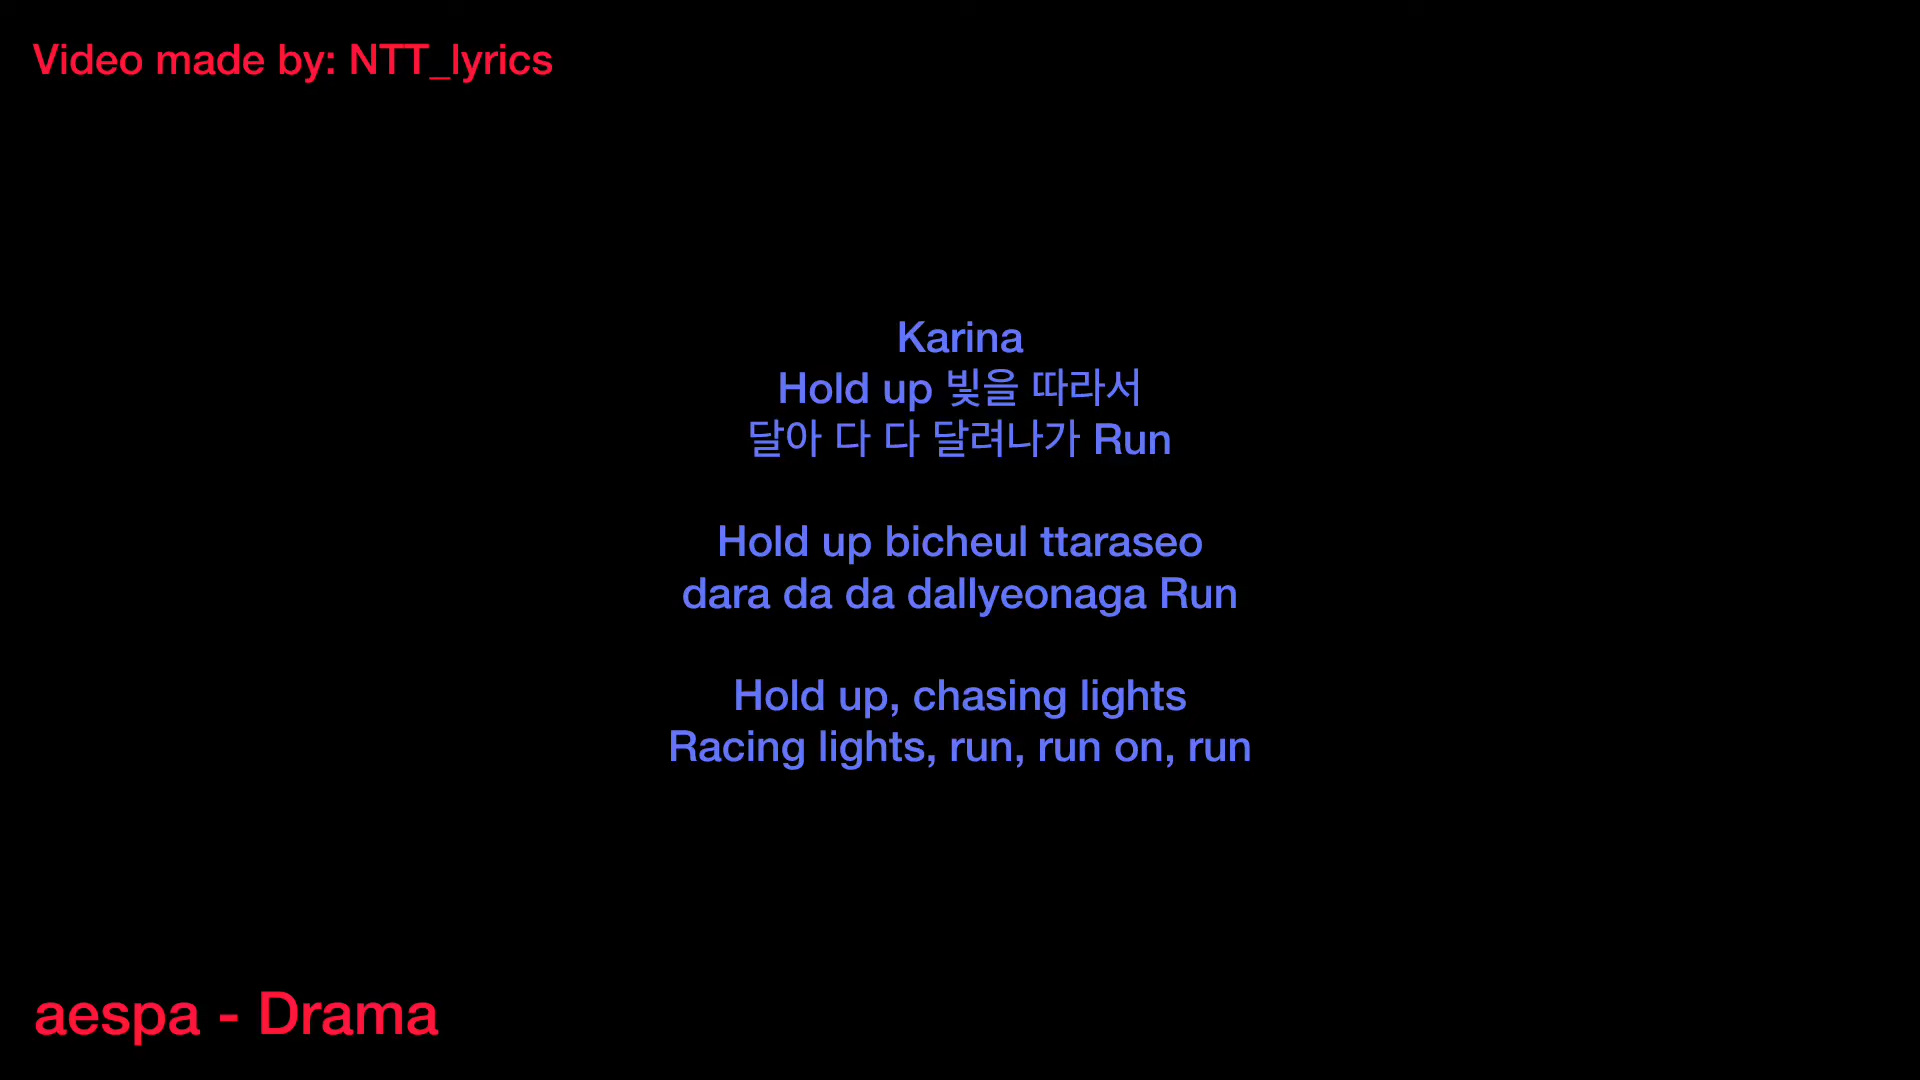 Video made by: NTT_lyrics
Karina
Hold up 빛을 따라서
달아 다 다 달려나가 Run
Hold up bicheul ttaraseo
dara da da dallyeonaga Run
Hold up, chasing lights
Racing lights, run, run on, run
aespa - Drama